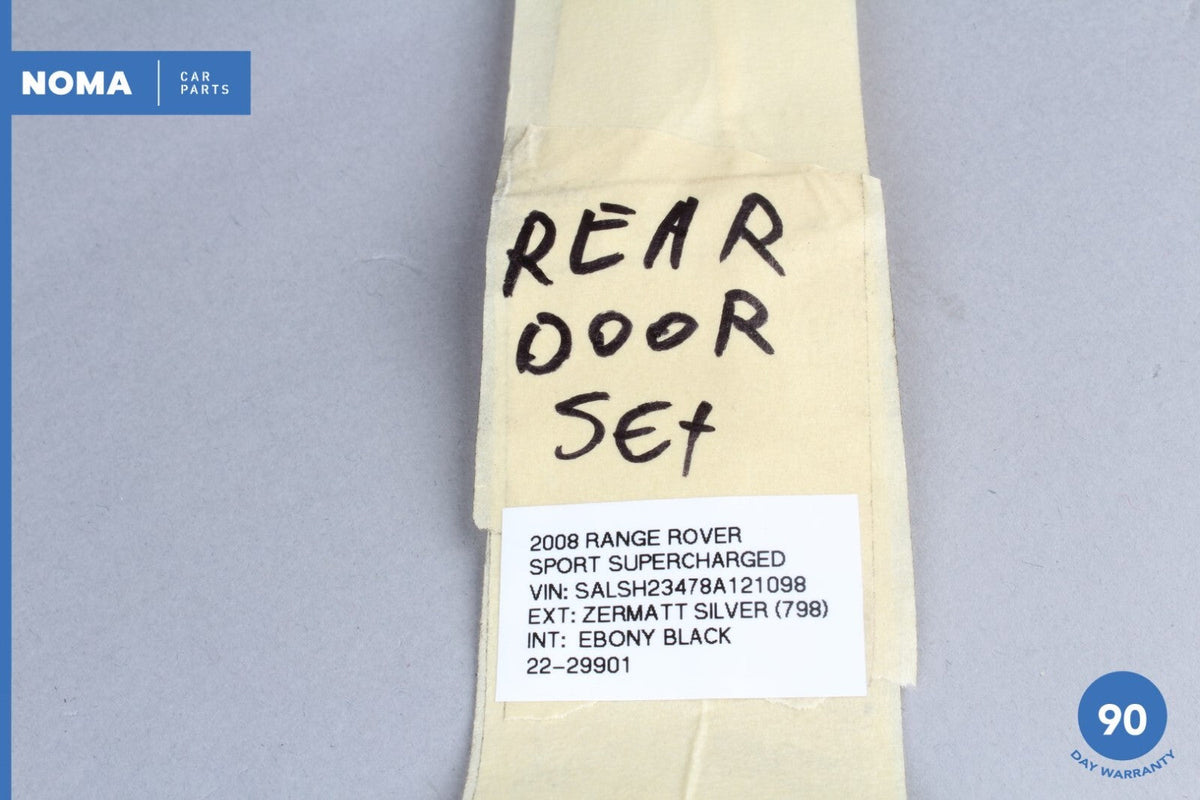 NOMA
CAR
PARTS
REAR
DOOR
SEt
2008 RANGE ROVER
SPORT SUPERCHARGED
VIN: SALSH23478A121098
EXT: ZERMATT SILVER (798)
INT: EBONY BLACK
22-29901
90
DAY WARRANTY